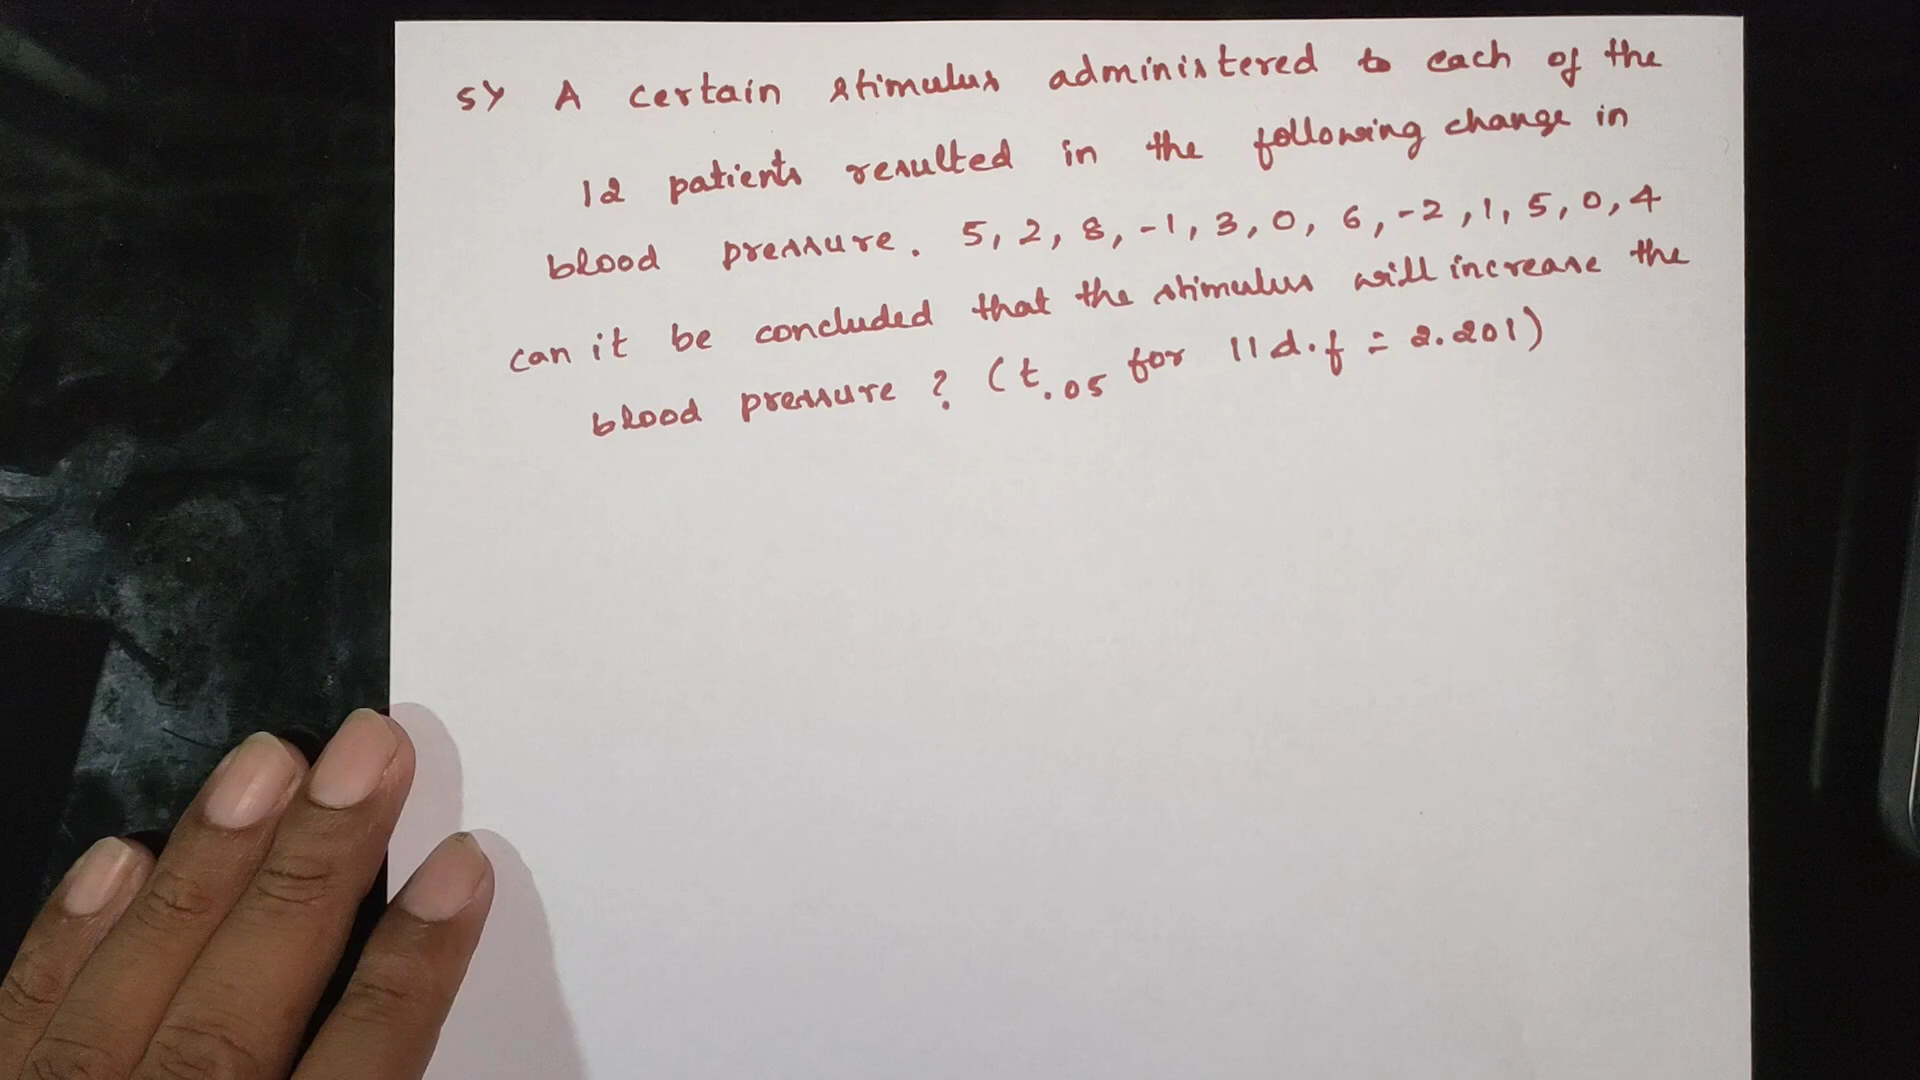 5) A certain stimulus administered to each of the
12 patients resulted in the following change in
blood pressure. 5, 2, 8, -1, 3, 0, 6, -2, 1, 5, 0, 4
can it be concluded that the stimulus will increase the
blood pressure ? (t.05 for 11 d.f = 2.201)